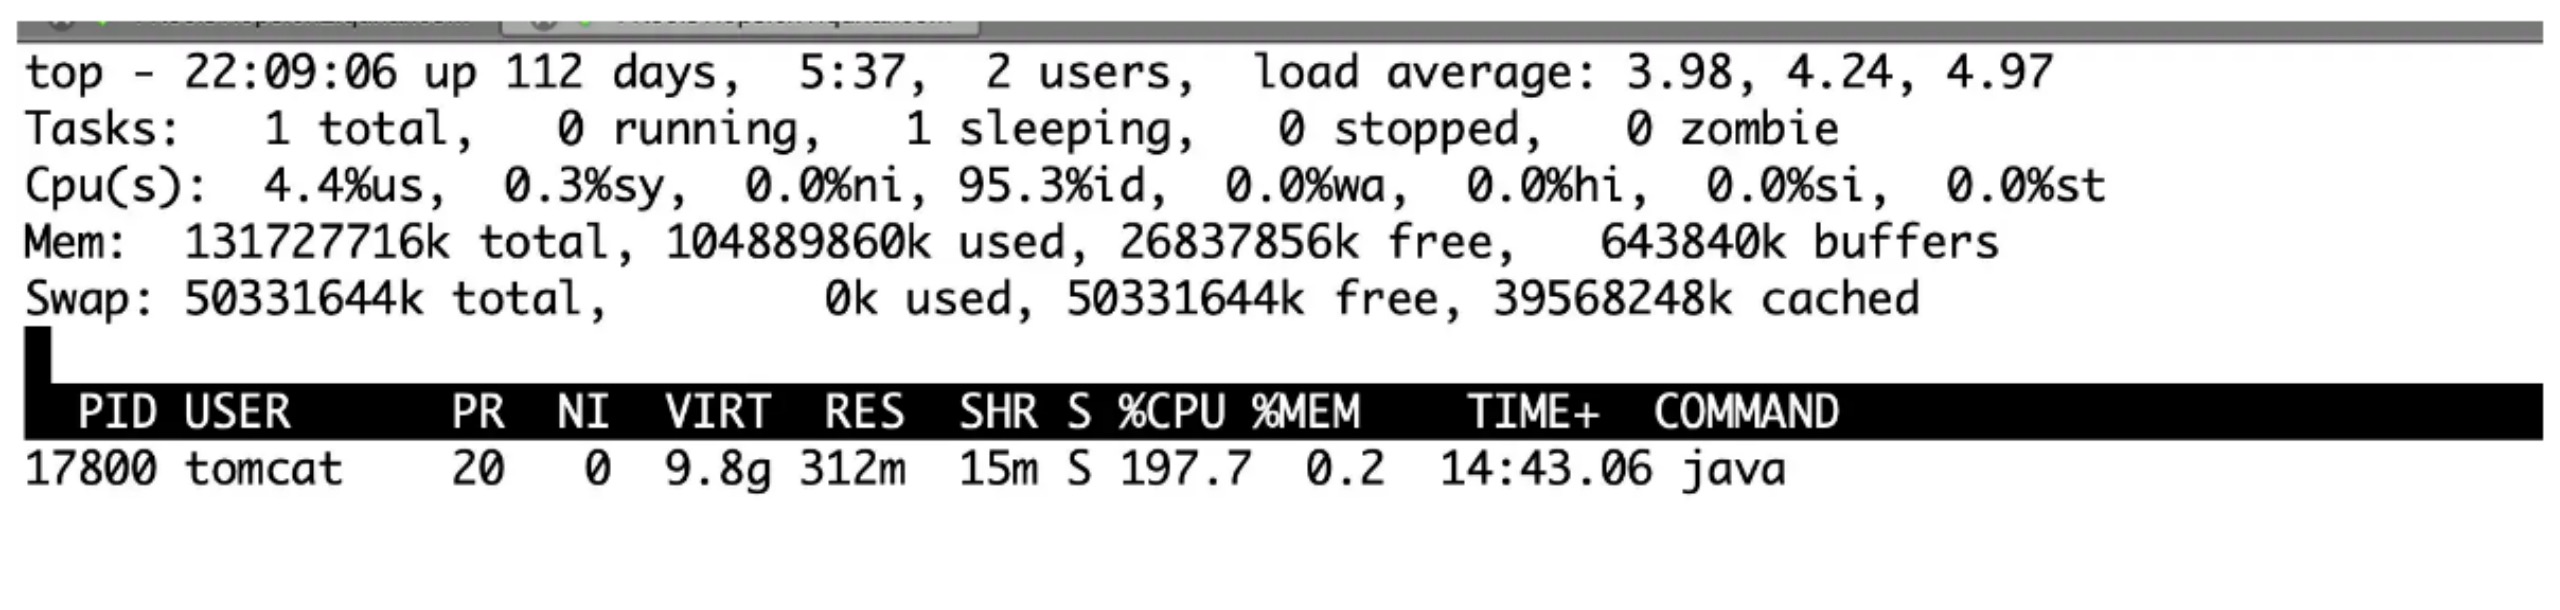 top - 22:09:06 up 112 days,  5:37,  2 users,  load average: 3.98, 4.24, 4.97
Tasks:   1 total,   0 running,   1 sleeping,   0 stopped,   0 zombie
Cpu(s):  4.4%us,  0.3%sy,  0.0%ni, 95.3%id,  0.0%wa,  0.0%hi,  0.0%si,  0.0%st
Mem:  131727716k total, 104889860k used, 26837856k free,   643840k buffers
Swap: 50331644k total,        0k used, 50331644k free, 39568248k cached
PID USER      PR  NI  VIRT  RES  SHR S %CPU %MEM    TIME+  COMMAND
17800 tomcat    20   0  9.8g 312m  15m S 197.7  0.2  14:43.06 java